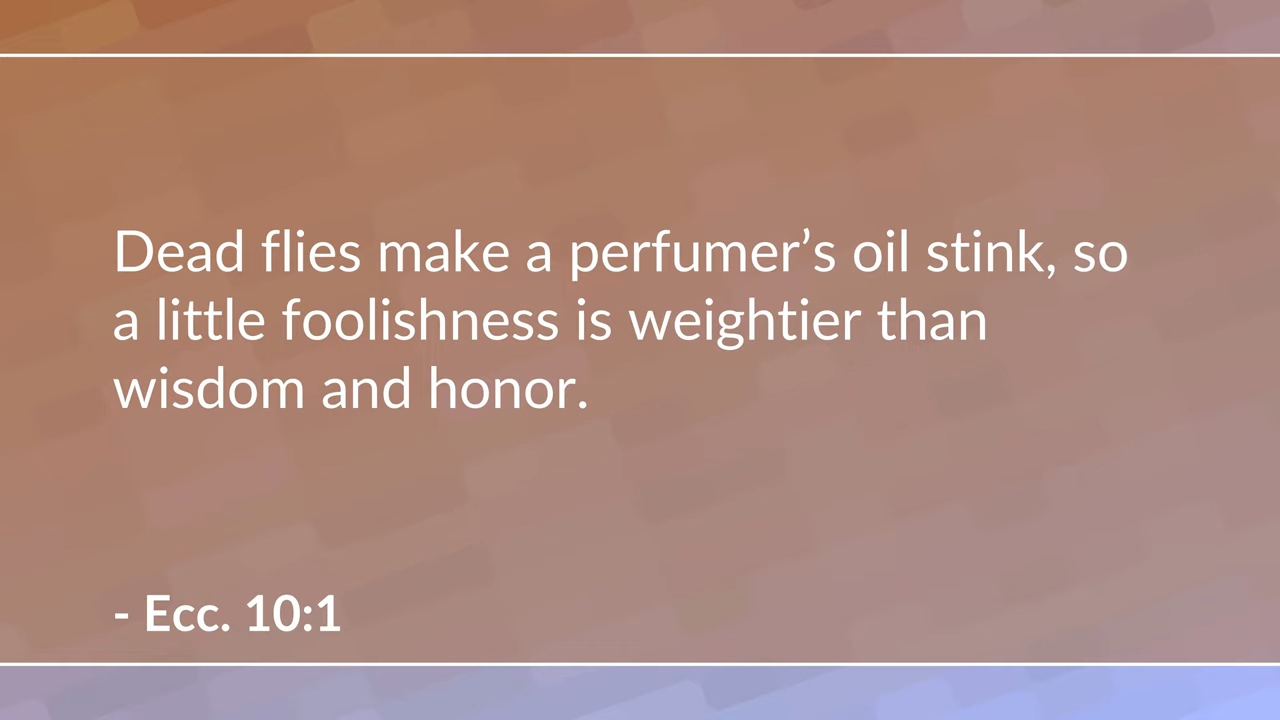 Dead flies make a perfumer’s oil stink, so
a little foolishness is weightier than
wisdom and honor.
- Ecc. 10:1